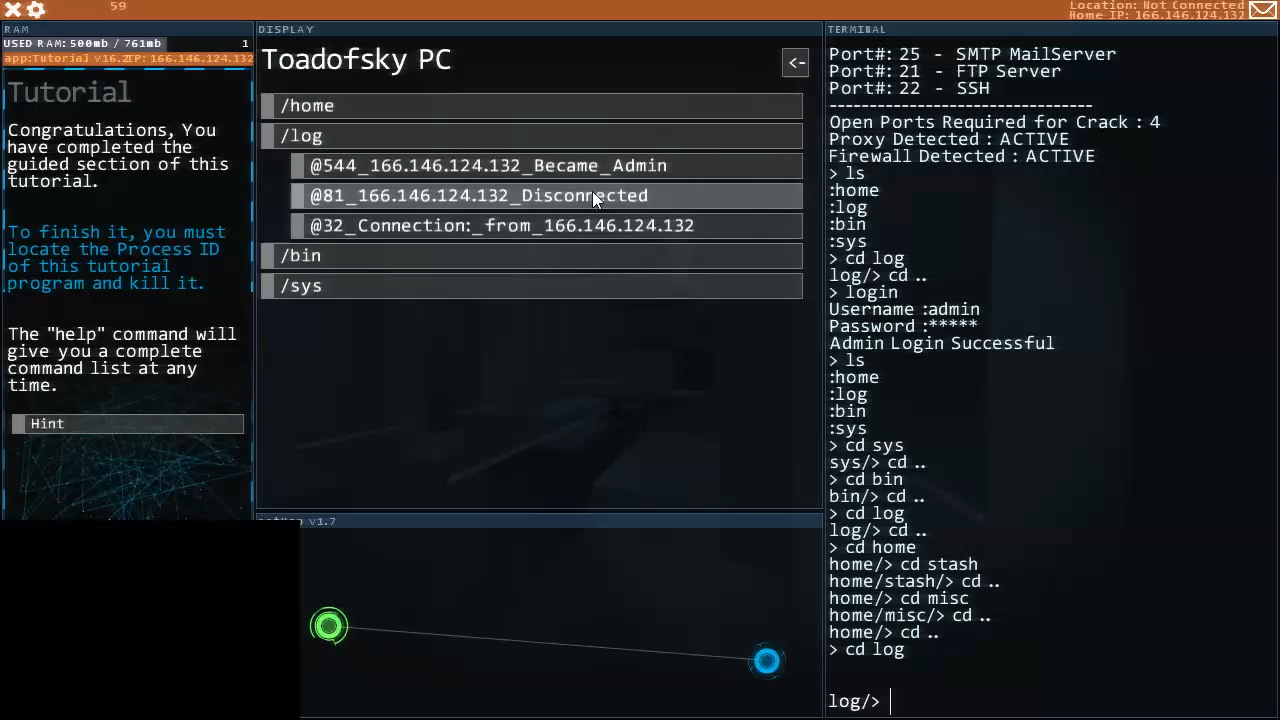 59
Location: Not Connected
Home IP: 166.146.124.132
RAM
USED RAM: 500mb / 761mb
1
app:Tutorial v16.2
IP: 166.146.124.132
Tutorial
Congratulations, You
have completed the
guided section of this
tutorial.
To finish it, you must
locate the Process ID
of this tutorial
program and kill it.
The "help" command will
give you a complete
command list at any
time.
Hint
DISPLAY
Toadofsky PC
<-
/home
/log
@544_166.146.124.132_Became_Admin
@81_166.146.124.132_Disconnected
@32_Connection:_from_166.146.124.132
/bin
/sys
v1.7
TERMINAL
Port#: 25 - SMTP MailServer
Port#: 21 - FTP Server
Port#: 22 - SSH
---------------------------------
Open Ports Required for Crack : 4
Proxy Detected : ACTIVE
Firewall Detected : ACTIVE
> ls
:home
:log
:bin
:sys
> cd log
log/> cd ..
> login
Username :admin
Password :*****
Admin Login Successful
> ls
:home
:log
:bin
:sys
> cd sys
sys/> cd ..
> cd bin
bin/> cd ..
> cd log
log/> cd ..
> cd home
home/> cd stash
home/stash/> cd ..
home/> cd misc
home/misc/> cd ..
home/> cd ..
> cd log
log/>